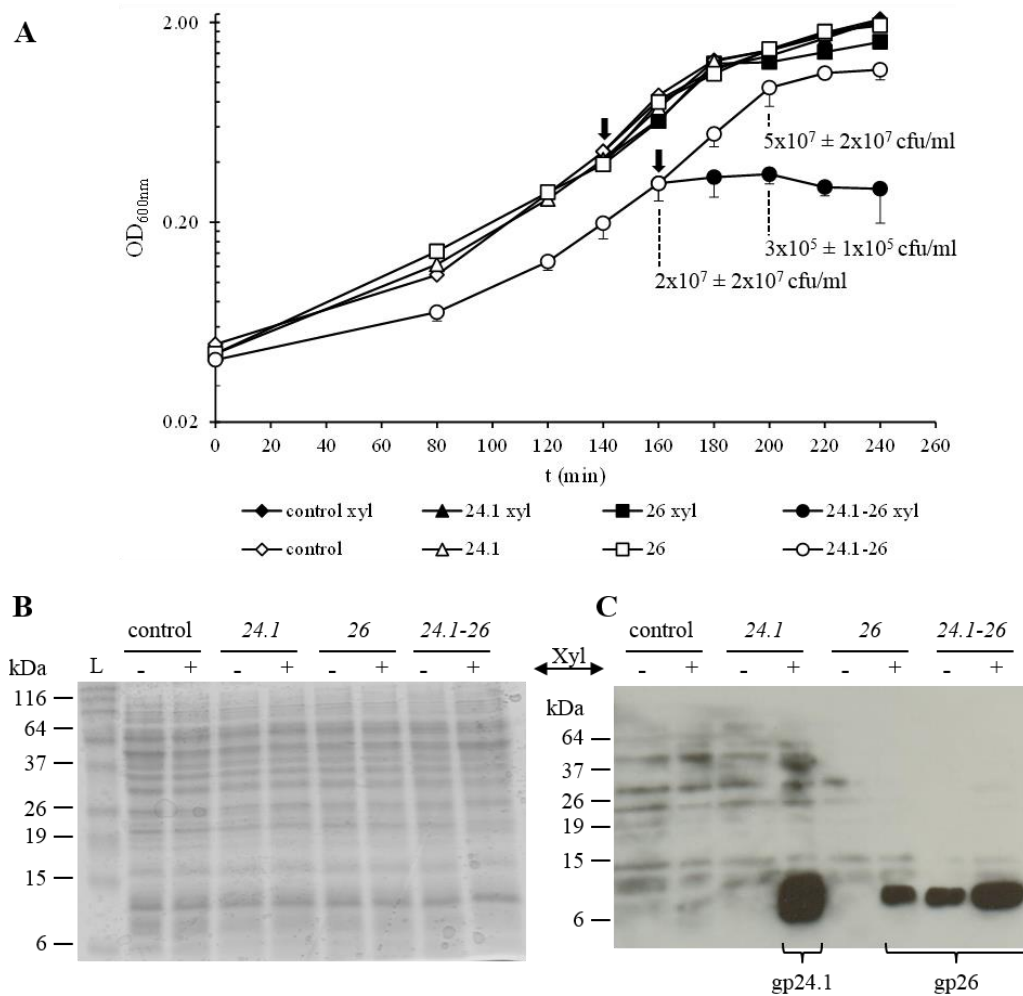 A
2.00
0.20
0.02
OD600nm
5x10⁷ ± 2x10⁷ cfu/ml
3x10⁵ ± 1x10⁵ cfu/ml
2x10⁷ ± 2x10⁷ cfu/ml
0 20 40 60 80 100 120 140 160 180 200 220 240 260
t (min)
control xyl 24.1 xyl 26 xyl 24.1-26 xyl
control 24.1 26 24.1-26
B
control 24.1 26 24.1-26
kDa L - + - + - + - +
116
64
37
26
19
15
6
Xyl
C
control 24.1 26 24.1-26
- + - + - + - +
kDa
64
37
26
19
15
6
gp24.1 gp26